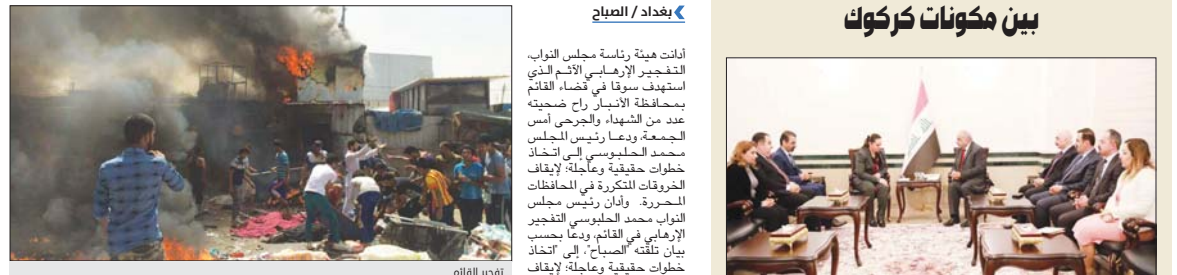 بين مكونات كركوك
بغداد / الصباح
أدانت هيئة رئاسة مجلس النواب،
التفجير الإرهابي الآثم الذي
استهدف سوقا في قضاء القائم
بمحافظة الأنبار راح ضحيته
عدد من الشهداء والجرحى أمس
الجمعة، ودعا رئيس المجلس
محمد الحلبوسي إلى اتخاذ
خطوات حقيقية وعاجلة؛ لإيقاف
الخروقات المتكررة في المحافظات
المحررة. وأدان رئيس مجلس
النواب محمد الحلبوسي التفجير
الإرهابي في القائم، ودعا بحسب
بيان تلقته "الصباح"، إلى "اتخاذ
خطوات حقيقية وعاجلة؛ لإيقاف
تفجير القائم